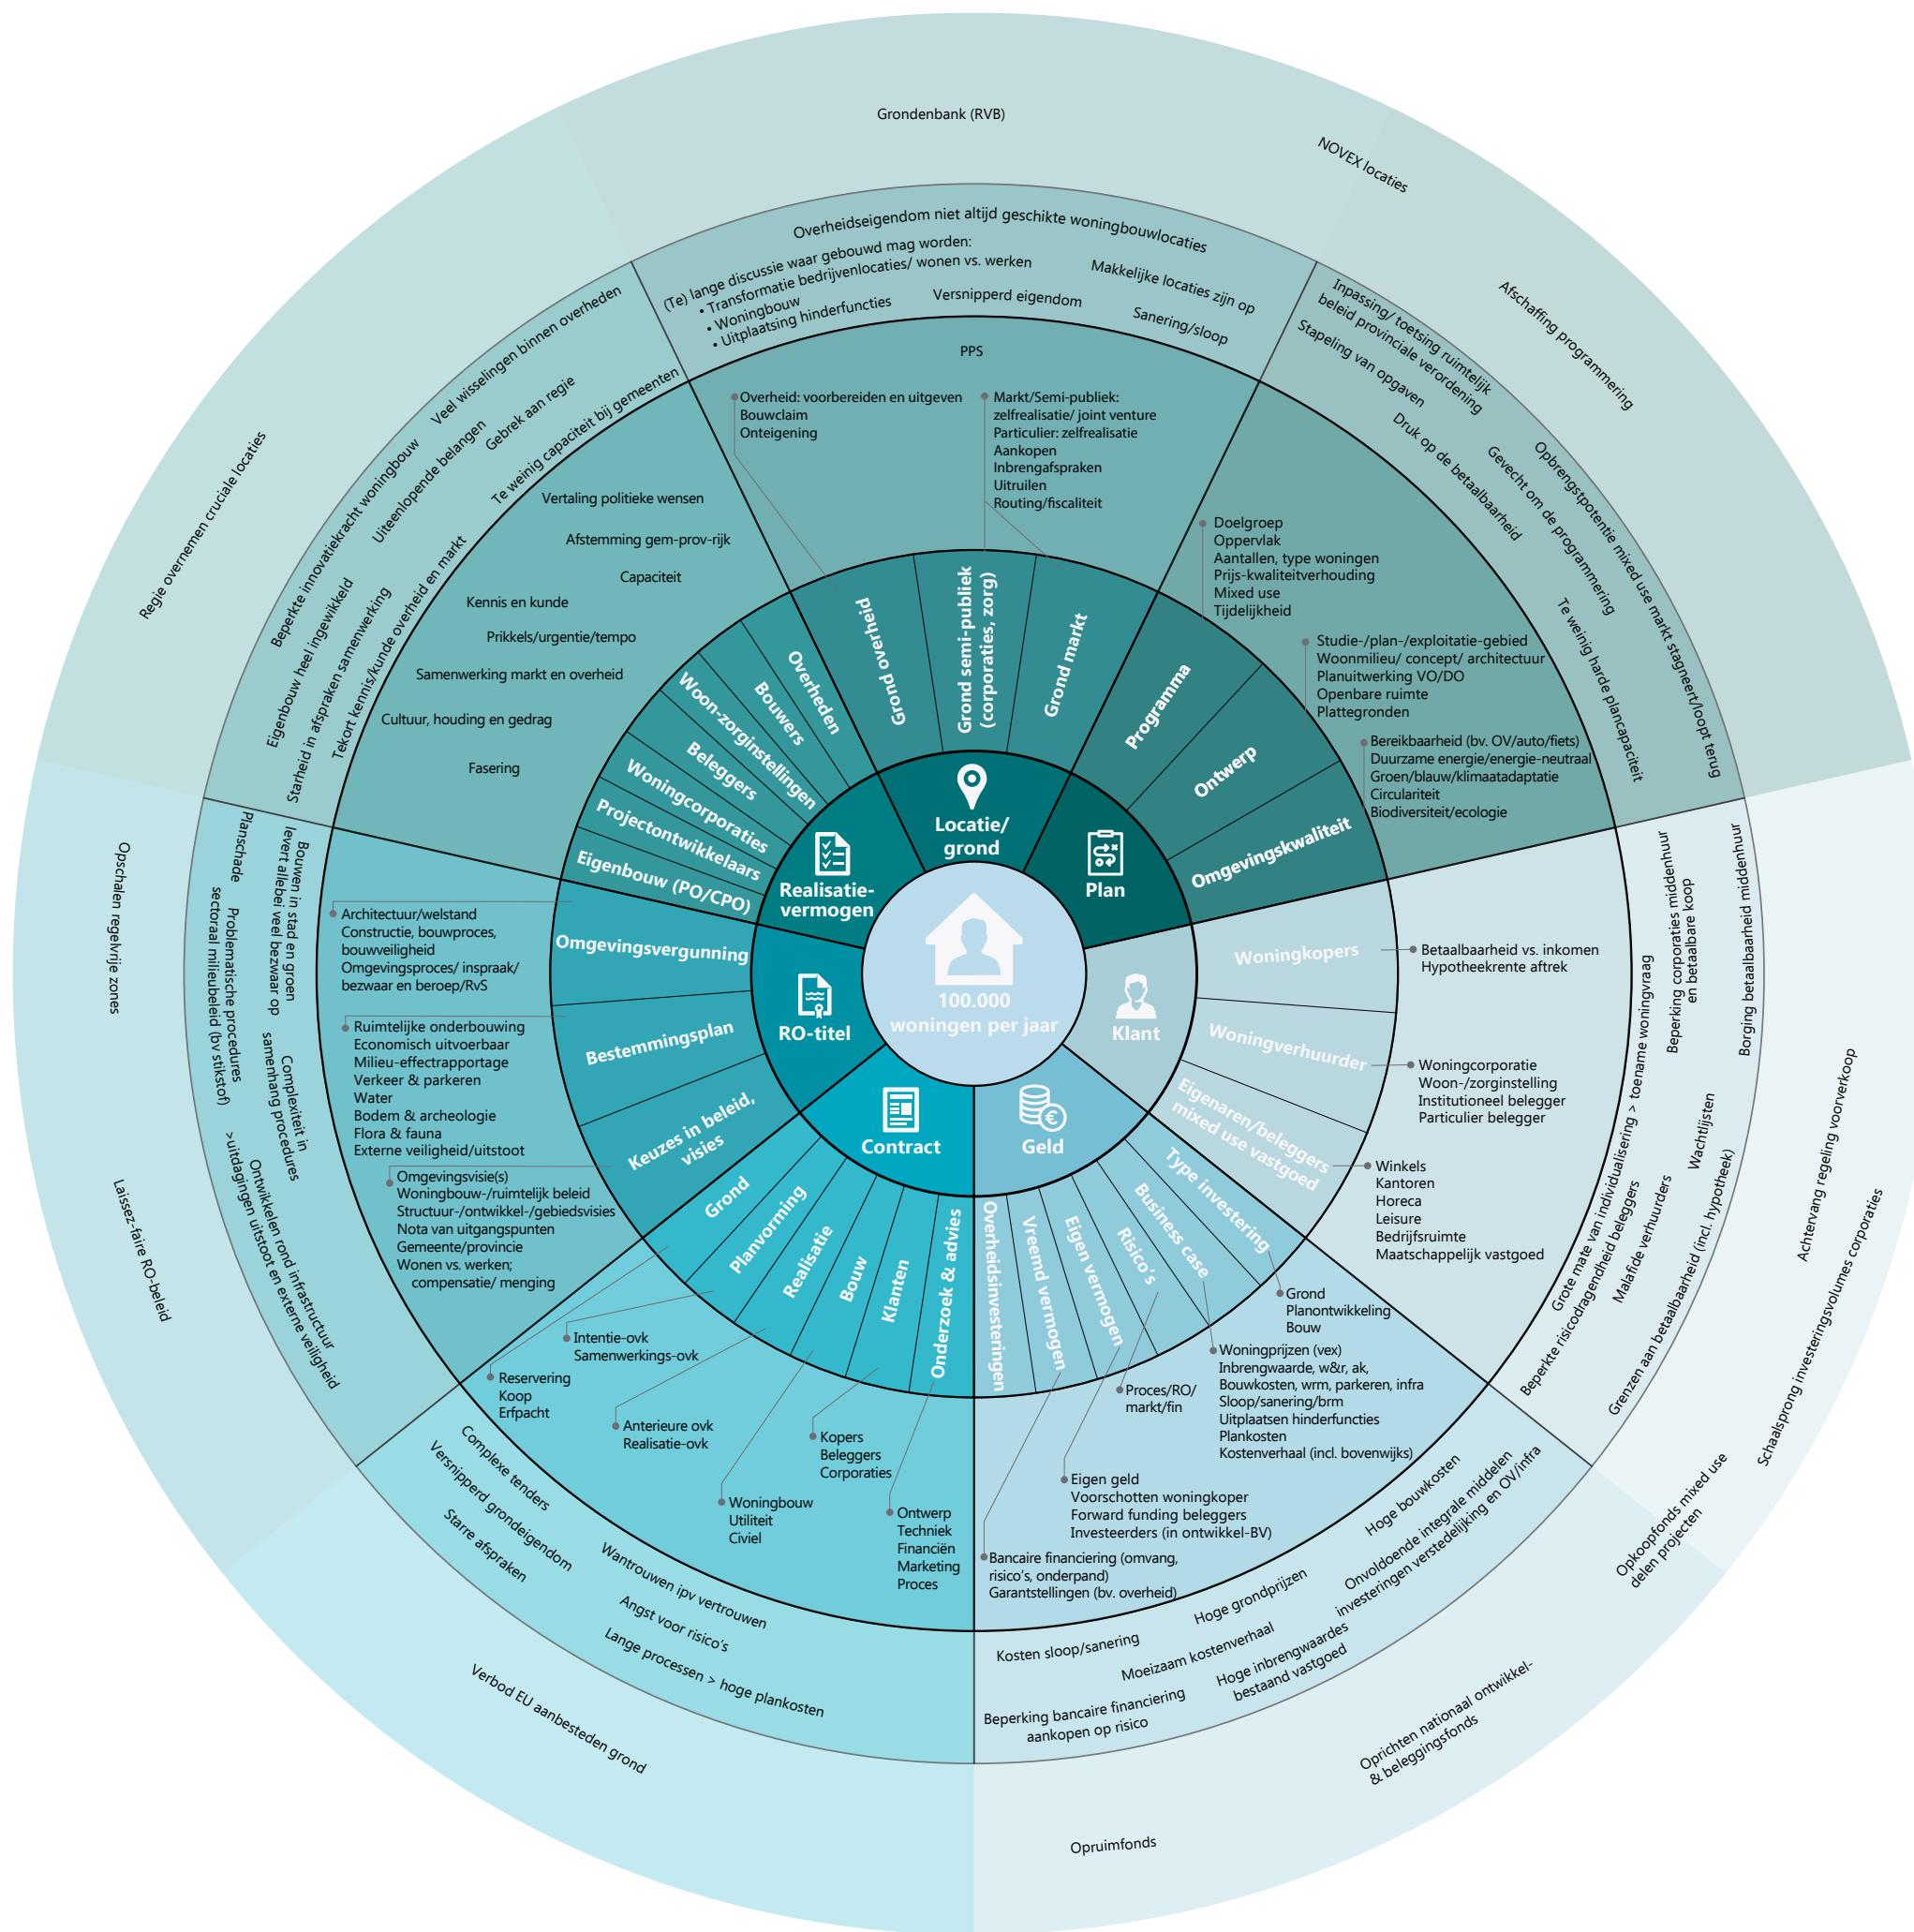 Grondenbank (RVB)
NOVEX locaties
Afschaffing programmering
Regie overnemen cruciale locaties
Opschalen regelvrije zones
Laissez-faire RO-beleid
Verbod EU aanbesteden grond
Opruimfonds
Oprichten nationaal ontwikkel-
& beleggingsfonds
Opkoopfonds mixed use
delen projecten
Schaalsprong investeringsvolumes corporaties
Achtervang regeling voorverkoop
Overheidseigendom niet altijd geschikte woningbouwlocaties
(Te) lange discussie waar gebouwd mag worden:
• Transformatie bedrijvenlocaties/ wonen vs. werken
• Woningbouw
• Uitplaatsing hinderfuncties
Versnipperd eigendom
Makkelijke locaties zijn op
Sanering/sloop
Inpassing/ toetsing ruimtelijk
beleid provinciale verordening
Stapeling van opgaven
Druk op de betaalbaarheid
Gevecht om de programmering
Opbrengstpotentie mixed use markt stagneert/loopt terug
Te weinig harde plancapaciteit
Borging betaalbaarheid middenhuur
Beperking corporaties middenhuur
en betaalbare koop
Grote mate van individualisering > toename woningvraag
Wachtlijsten
Malafide verhuurders
Beperkte risicodragendheid beleggers
Grenzen aan betaalbaarheid (incl. hypotheek)
Hoge bouwkosten
Onvoldoende integrale middelen
investeringen verstedelijking en OV/infra
Hoge grondprijzen
Kosten sloop/sanering
Moeizaam kostenverhaal
Hoge inbrengwaardes
bestaand vastgoed
Beperking bancaire financiering
aankopen op risico
Complexe tenders
Versnipperd grondeigendom
Starre afspraken
Wantrouwen ipv vertrouwen
Angst voor risico's
Lange processen > hoge plankosten
Planschade
Bouwen in stad en groen
levert allebei veel bezwaar op
Problematische procedures
sectoraal milieubeleid (bv stikstof)
Complexiteit in
samenhang procedures
Ontwikkelen rond infrastructuur
>uitdagingen uitstoot en externe veiligheid
Veel wisselingen binnen overheden
Beperkte innovatiekracht woningbouw
Gebrek aan regie
Uiteenlopende belangen
Te weinig capaciteit bij gemeenten
Eigenbouw heel ingewikkeld
Starheid in afspraken samenwerking
Tekort kennis/kunde overheid en markt
PPS
Overheid: voorbereiden en uitgeven
Bouwclaim
Onteigening
Markt/Semi-publiek:
zelfrealisatie/ joint venture
Particulier: zelfrealisatie
Aankopen
Inbrengafspraken
Uitruilen
Routing/fiscaliteit
Doelgroep
Oppervlak
Aantallen, type woningen
Prijs-kwaliteitverhouding
Mixed use
Tijdelijkheid
Studie-/plan-/exploitatie-gebied
Woonmilieu/ concept/ architectuur
Planuitwerking VO/DO
Openbare ruimte
Plattegronden
Bereikbaarheid (bv. OV/auto/fiets)
Duurzame energie/energie-neutraal
Groen/blauw/klimaatadaptatie
Circulariteit
Biodiversiteit/ecologie
Betaalbaarheid vs. inkomen
Hypotheekrente aftrek
Woningcorporatie
Woon-/zorginstelling
Institutioneel belegger
Particulier belegger
Winkels
Kantoren
Horeca
Leisure
Bedrijfsruimte
Maatschappelijk vastgoed
Grond
Planontwikkeling
Bouw
Woningprijzen (vex)
Inbrengwaarde, w&r, ak,
Bouwkosten, wrm, parkeren, infra
Sloop/sanering/brm
Uitplaatsen hinderfuncties
Plankosten
Kostenverhaal (incl. bovenwijks)
Proces/RO/
markt/fin
Eigen geld
Voorschotten woningkoper
Forward funding beleggers
Investeerders (in ontwikkel-BV)
Bancaire financiering (omvang,
risico's, onderpand)
Garantstellingen (bv. overheid)
Ontwerp
Techniek
Financiën
Marketing
Proces
Kopers
Beleggers
Corporaties
Woningbouw
Utiliteit
Civiel
Anterieure ovk
Realisatie-ovk
Intentie-ovk
Samenwerkings-ovk
Reservering
Koop
Erfpacht
Omgevingsvisie(s)
Woningbouw-/ruimtelijk beleid
Structuur-/ontwikkel-/gebiedsvisies
Nota van uitgangspunten
Gemeente/provincie
Wonen vs. werken;
compensatie/ menging
Ruimtelijke onderbouwing
Economisch uitvoerbaar
Milieu-effectrapportage
Verkeer & parkeren
Water
Bodem & archeologie
Flora & fauna
Externe veiligheid/uitstoot
Architectuur/welstand
Constructie, bouwproces,
bouwveiligheid
Omgevingsproces/ inspraak/
bezwaar en beroep/RvS
Vertaling politieke wensen
Afstemming gem-prov-rijk
Capaciteit
Kennis en kunde
Prikkels/urgentie/tempo
Samenwerking markt en overheid
Cultuur, houding en gedrag
Fasering
Grond overheid
Grond semi-publiek
(corporaties, zorg)
Grond markt
Programma
Ontwerp
Omgevingskwaliteit
Woningkopers
Woningverhuurder
Eigenaren/beleggers
mixed use vastgoed
Type investering
Business case
Risico's
Eigen vermogen
Vreemd vermogen
Overheidsinvesteringen
Onderzoek & advies
Klanten
Bouw
Realisatie
Planvorming
Grond
Keuzes in beleid,
visies
Bestemmingsplan
Omgevingsvergunning
Eigenbouw (PO/CPO)
Projectontwikkelaars
Woningcorporaties
Beleggers
Woon-zorginstellingen
Bouwers
Overheden
Locatie/
grond
Plan
Klant
€
Geld
Contract
RO-titel
Realisatie-
vermogen
100.000
woningen per jaar